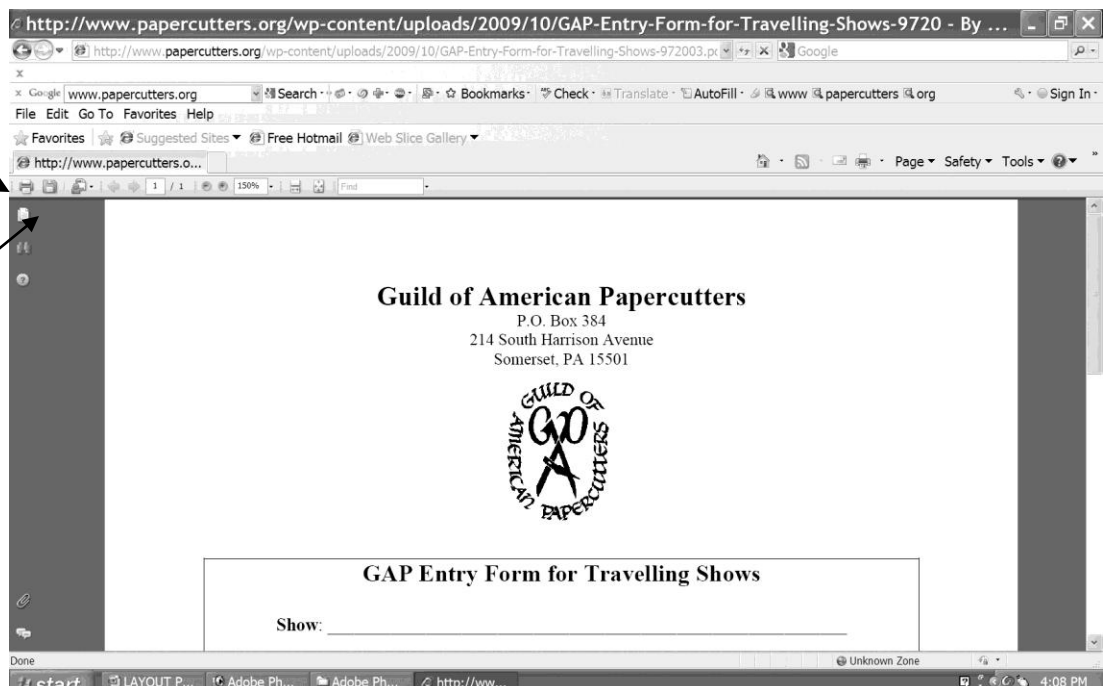 http://www.papercutters.org/wp-content/uploads/2009/10/GAP-Entry-Form-for-Travelling-Shows-9720 - By ...
http://www.papercutters.org/wp-content/uploads/2009/10/GAP-Entry-Form-for-Travelling-Shows-972003.pc Google
x
x Google www.papercutters.org Search Bookmarks Check Translate AutoFill www papercutters org Sign In
File Edit Go To Favorites Help
Favorites Suggested Sites Free Hotmail Web Slice Gallery
http://www.papercutters.o... Page Safety Tools
1 / 1 150% Find
Guild of American Papercutters
P.O. Box 384
214 South Harrison Avenue
Somerset, PA 15501
GUILD OF AMERICAN PAPERCUTTERS
GAP
GAP Entry Form for Travelling Shows
Show:
Done Unknown Zone
start LAYOUT P... Adobe Ph... Adobe Ph... http://ww... 4:08 PM